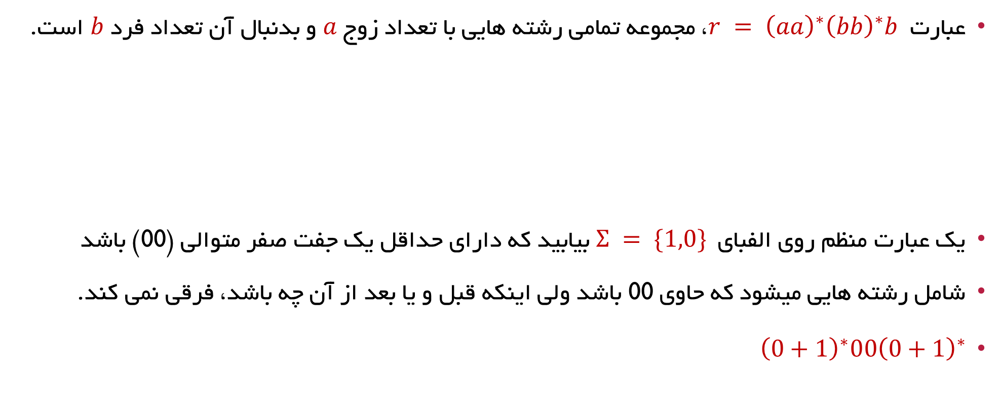 • عبارت r = (aa)*(bb)*b، مجموعه تمامی رشته هایی با تعداد زوج a و بدنبال آن تعداد فرد b است.
• یک عبارت منظم روی الفبای Σ = {1,0} بیابید که دارای حداقل یک جفت صفر متوالی (00) باشد
• شامل رشته هایی میشود که حاوی 00 باشد ولی اینکه قبل و یا بعد از آن چه باشد، فرقی نمی کند.
• (0 + 1)*00(0 + 1)*